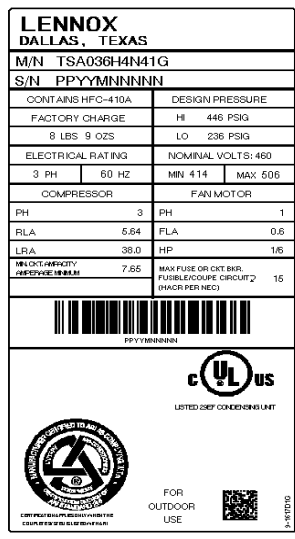 LENNOX
DALLAS, TEXAS
M/N TSA036H4N41G
S/N PPYYMNNNNN
CONTAINS HFC-410A
DESIGN PRESSURE
FACTORY CHARGE
HI 446 PSIG
8 LBS 9 OZS
LO 236 PSIG
ELECTRICAL RATING
NOMINAL VOLTS: 460
3 PH 60 HZ
MIN 414 MAX 506
COMPRESSOR
FAN MOTOR
PH 3
PH 1
RLA 5.64
FLA 0.6
LRA 38.0
HP 1/6
MIN. CKT. AMPACITY 7.65
AMPERAGE MINIMUM
MAX FUSE OR CKT. BKR.
FUSIBLE/COUPE CIRCUIT 15
(HACR PER NEC)
PPYYMNNNNN
C UL US
LISTED 29EF CONDENSING UNIT
FOR
OUTDOOR
USE